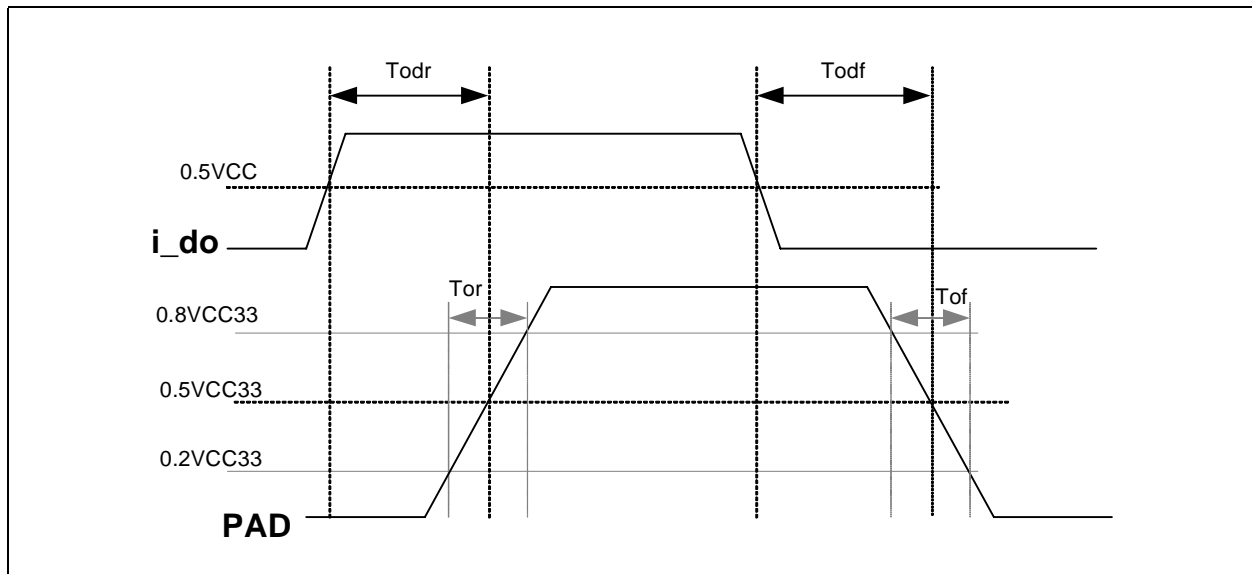 Todr
Todf
0.5VCC
i_do
Tor
Tof
0.8VCC33
0.5VCC33
0.2VCC33
PAD